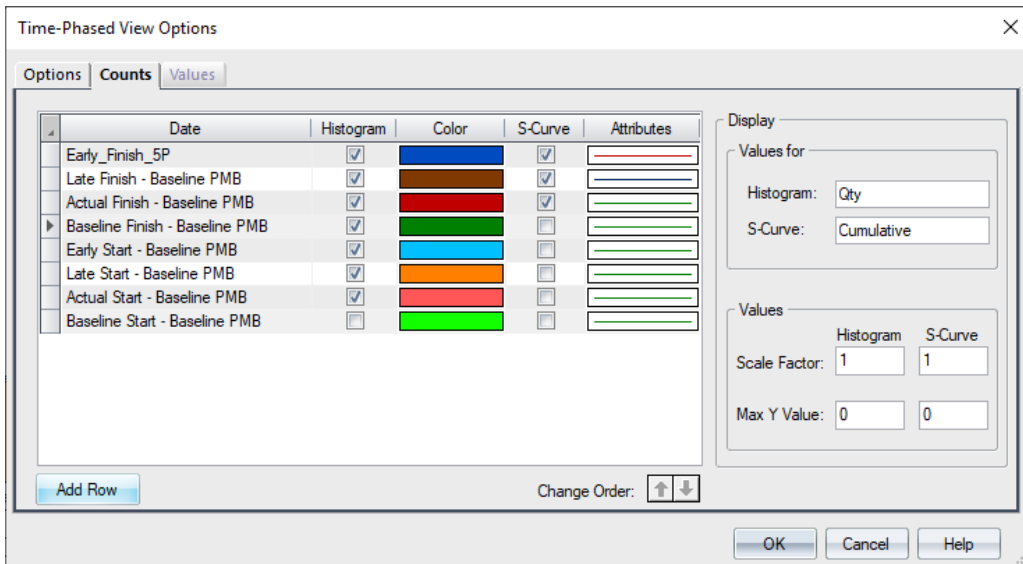 Time-Phased View Options
Options Counts Values
Date Histogram Color S-Curve Attributes
Early_Finish_5P
Late Finish - Baseline PMB
Actual Finish - Baseline PMB
Baseline Finish - Baseline PMB
Early Start - Baseline PMB
Late Start - Baseline PMB
Actual Start - Baseline PMB
Baseline Start - Baseline PMB
Add Row
Change Order:
Display
Values for
Histogram: Qty
S-Curve: Cumulative
Values
Histogram S-Curve
Scale Factor: 1 1
Max Y Value: 0 0
OK Cancel Help